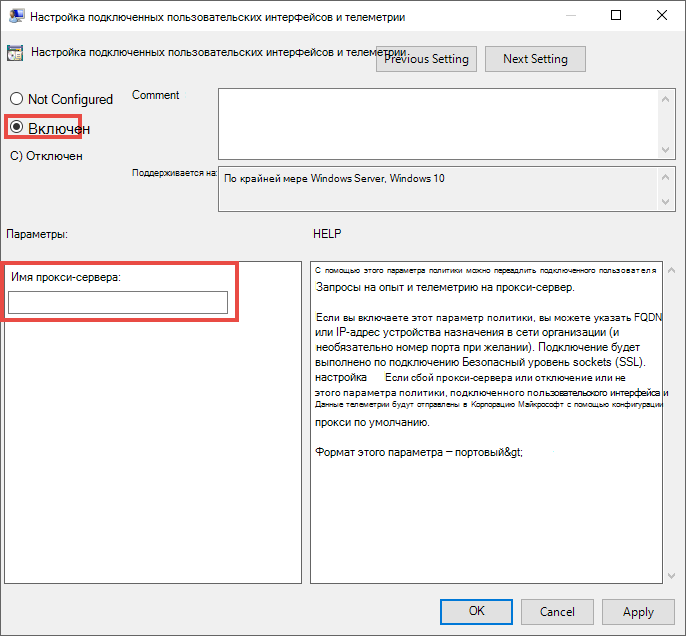 Настройка подключенных пользовательских интерфейсов и телеметрии
Настройка подключенных пользовательских интерфейсов и телеметрии
Previous Setting
Next Setting
Not Configured
Comment
Включен
C) Отключен
Поддерживается на:
По крайней мере Windows Server, Windows 10
Параметры:
HELP
Имя прокси-сервера:
С помощью этого параметра политики можно переадлить подключенного пользователя
Запросы на опыт и телеметрию на прокси-сервер.
Если вы включаете этот параметр политики, вы можете указать FQDN
или IP-адрес устройства назначения в сети организации (и
необязательно номер порта при желании). Подключение будет
выполнено по подключению Безопасный уровень sockets (SSL).
настройка Если сбой прокси-сервера или отключение или не
этого параметра политики, подключенного пользовательского интерфейса и
Данные телеметрии будут отправлены в Корпорацию Майкрософт с помощью конфигурации
прокси по умолчанию.
Формат этого параметра – портовый&gt;
OK
Cancel
Apply